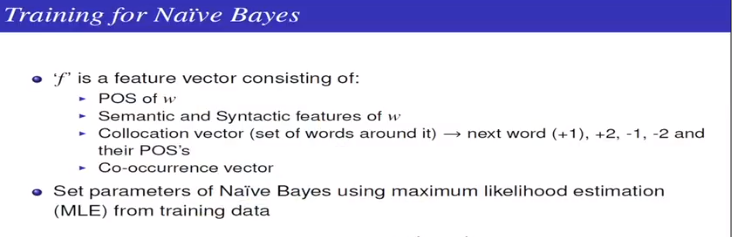 Training for Naïve Bayes
'f' is a feature vector consisting of:
POS of w
Semantic and Syntactic features of w
Collocation vector (set of words around it) → next word (+1), +2, -1, -2 and
their POS's
Co-occurrence vector
Set parameters of Naïve Bayes using maximum likelihood estimation
(MLE) from training data